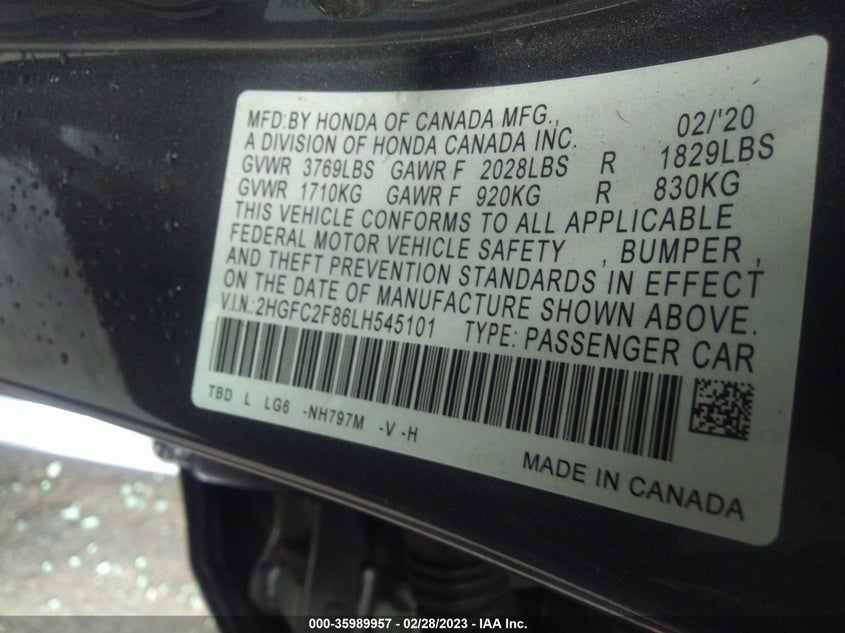 MFD.BY HONDA OF CANADA MFG., 02/'20
A DIVISION OF HONDA CANADA INC.
GVWR 3769LBS GAWR F 2028LBS R 1829LBS
GVWR 1710KG GAWR F 920KG R 830KG
THIS VEHICLE CONFORMS TO ALL APPLICABLE
FEDERAL MOTOR VEHICLE SAFETY , BUMPER ,
AND THEFT PREVENTION STANDARDS IN EFFECT
ON THE DATE OF MANUFACTURE SHOWN ABOVE.
V.I.N.:2HGFC2F86LH545101 TYPE: PASSENGER CAR
TBD L LG6 -NH797M -V -H
MADE IN CANADA
000-35989957 - 02/28/2023 - IAA Inc.